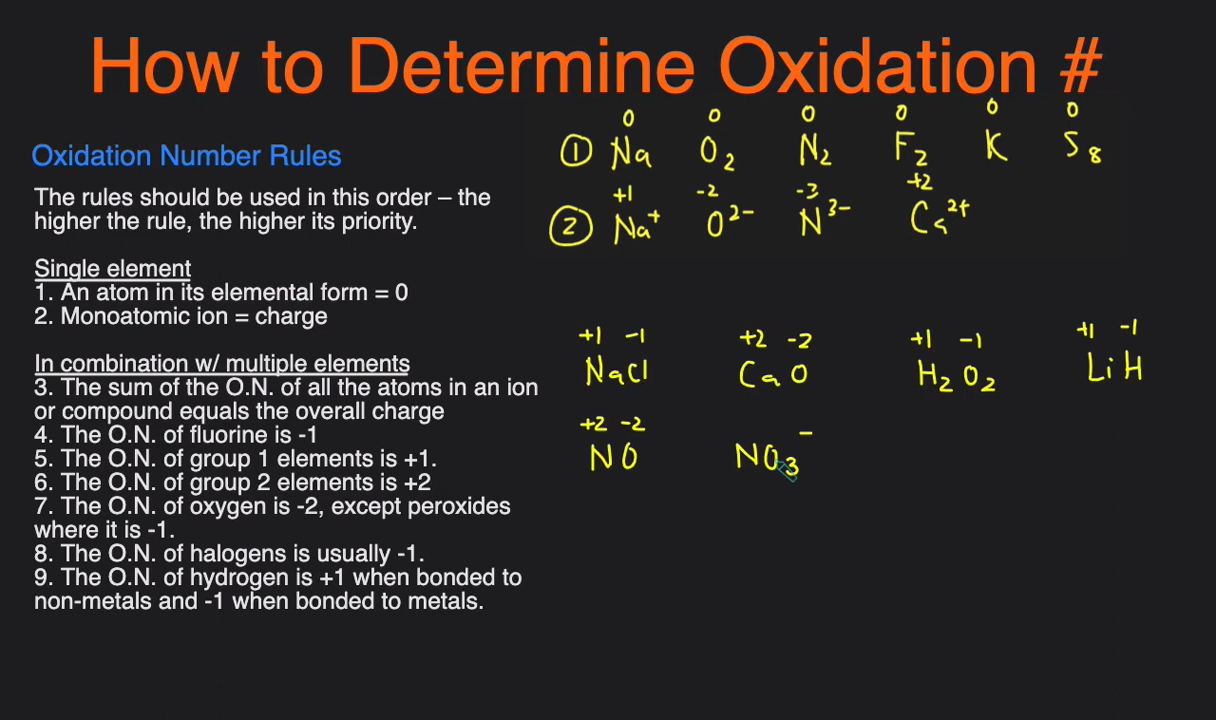 How to Determine Oxidation #
Oxidation Number Rules
The rules should be used in this order – the
higher the rule, the higher its priority.
Single element
1. An atom in its elemental form = 0
2. Monoatomic ion = charge
In combination w/ multiple elements
3. The sum of the O.N. of all the atoms in an ion
or compound equals the overall charge
4. The O.N. of fluorine is -1
5. The O.N. of group 1 elements is +1.
6. The O.N. of group 2 elements is +2
7. The O.N. of oxygen is -2, except peroxides
where it is -1.
8. The O.N. of halogens is usually -1.
9. The O.N. of hydrogen is +1 when bonded to
non-metals and -1 when bonded to metals.
0 0 0 0 0 0
① Na O₂ N₂ F₂ K S₈
+1 -2 -3 +2
② Na⁺ O²⁻ N³⁻ Ca²⁺
+1 -1 +2 -2 +1 -1 +1 -1
NaCl CaO H₂O₂ LiH
+2 -2
NO NO₃⁻